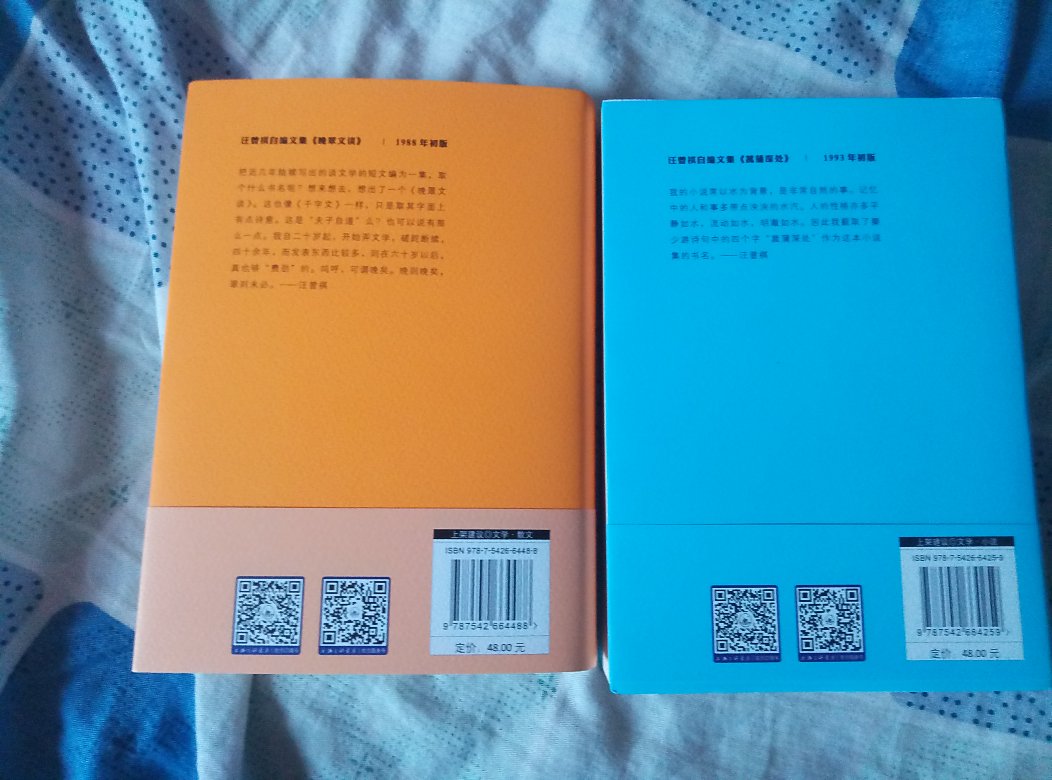 汪曾祺自编文集《晚翠文谈》 | 1988年初版
把近几年陆续写出的谈文学的短文编为一集，取
个什么书名呢？想来想去，想出了一个《晚翠文
谈》。这也像《千字文》一样，只是取其字面上
有点诗意。这是“夫子自道”么？也可以说有那
么一点。我自二十岁起，开始弄文学，蹉跎断续，
四十余年，而发表东西比较多，则在六十岁以后，
真也够“费劲”的。呜呼，可谓晚矣。晚则晚矣，
翠则未必。——汪曾祺
上架建议◎文学·散文
ISBN 978-7-5426-6448-8
9 787542 664488 >
定价：48.00 元
汪曾祺自编文集《菰蒲深处》 | 1993年初版
我的小说常以水为背景，是非常自然的事。记忆
中的人和事多带点泱泱的水气。人的性格亦多平
静如水，流动如水，明澈如水。因此我截取了秦
少游诗句中的四个字“菰蒲深处”作为这本小说
集的书名。——汪曾祺
上架建议◎文学·小说
ISBN 978-7-5426-6425-9
9 787542 664259 >
定价：48.00 元